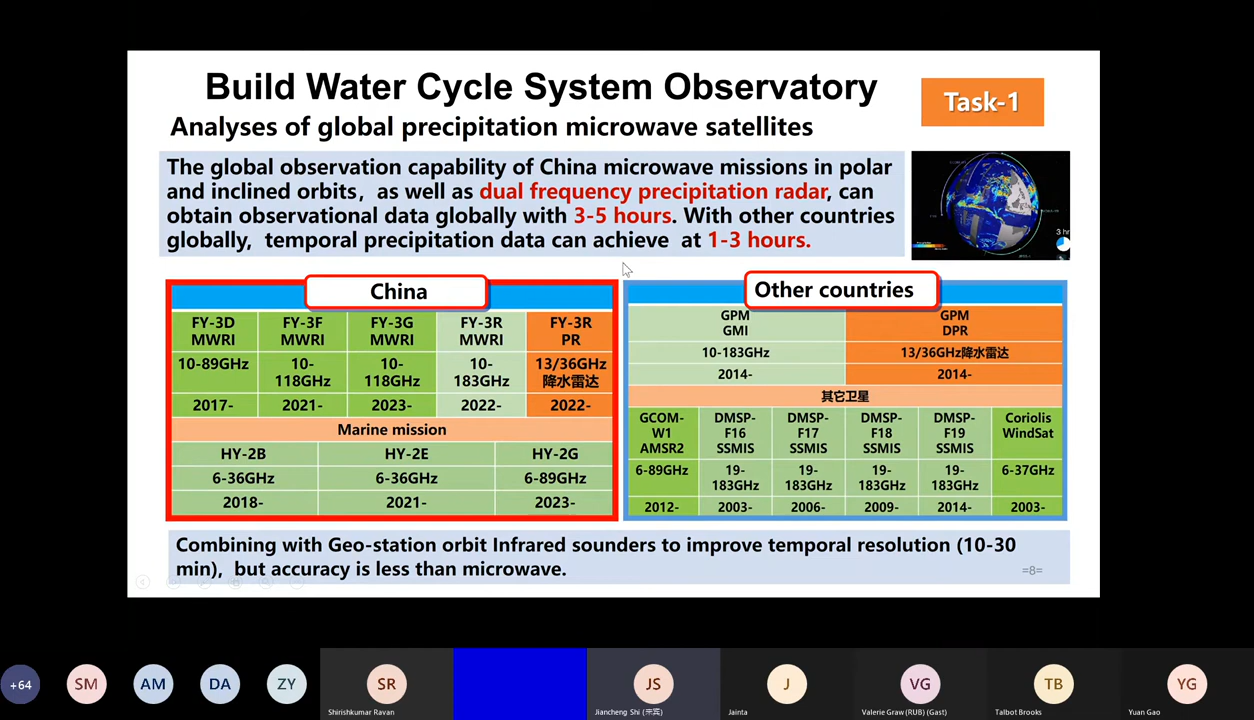 Build Water Cycle System Observatory
Task-1
Analyses of global precipitation microwave satellites
The global observation capability of China microwave missions in polar
and inclined orbits, as well as dual frequency precipitation radar, can
obtain observational data globally with 3-5 hours. With other countries
globally, temporal precipitation data can achieve at 1-3 hours.
3 hr
China
FY-3D
MWRI
FY-3F
MWRI
FY-3G
MWRI
FY-3R
MWRI
FY-3R
PR
10-89GHz
10-
118GHz
10-
118GHz
10-
183GHz
13/36GHz
降水雷达
2017-
2021-
2023-
2022-
2022-
Marine mission
HY-2B
HY-2E
HY-2G
6-36GHz
6-36GHz
6-89GHz
2018-
2021-
2023-
Other countries
GPM
GMI
GPM
DPR
10-183GHz
13/36GHz降水雷达
2014-
2014-
其它卫星
GCOM-
W1
AMSR2
DMSP-
F16
SSMIS
DMSP-
F17
SSMIS
DMSP-
F18
SSMIS
DMSP-
F19
SSMIS
Coriolis
WindSat
6-89GHz
19-
183GHz
19-
183GHz
19-
183GHz
19-
183GHz
6-37GHz
2012-
2003-
2006-
2009-
2014-
2003-
Combining with Geo-station orbit Infrared sounders to improve temporal resolution (10-30
min), but accuracy is less than microwave.
=8=
+64
SM
AM
DA
ZY
SR
Shirishkumar Ravan
JS
Jiancheng Shi (来宾)
J
Jainta
VG
Valerie Graw (RUB) (Gast)
TB
Talbot Brooks
YG
Yuan Gao